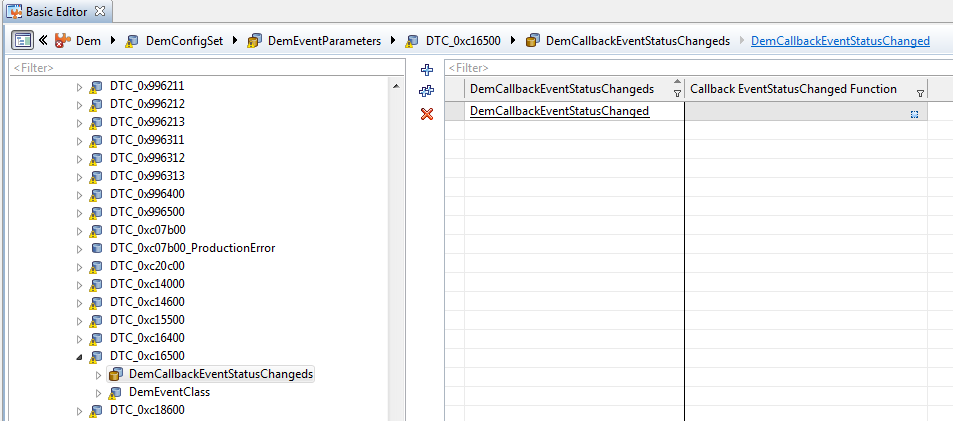 Basic Editor
Dem DemConfigSet DemEventParameters DTC_0xc16500 DemCallbackEventStatusChangeds DemCallbackEventStatusChanged
<Filter>
DTC_0x996211
DTC_0x996212
DTC_0x996213
DTC_0x996311
DTC_0x996312
DTC_0x996313
DTC_0x996400
DTC_0x996500
DTC_0xc07b00
DTC_0xc07b00_ProductionError
DTC_0xc20c00
DTC_0xc14000
DTC_0xc14600
DTC_0xc15500
DTC_0xc16400
DTC_0xc16500
DemCallbackEventStatusChangeds
DemEventClass
DTC_0xc18600
<Filter>
DemCallbackEventStatusChangeds Callback EventStatusChanged Function
DemCallbackEventStatusChanged